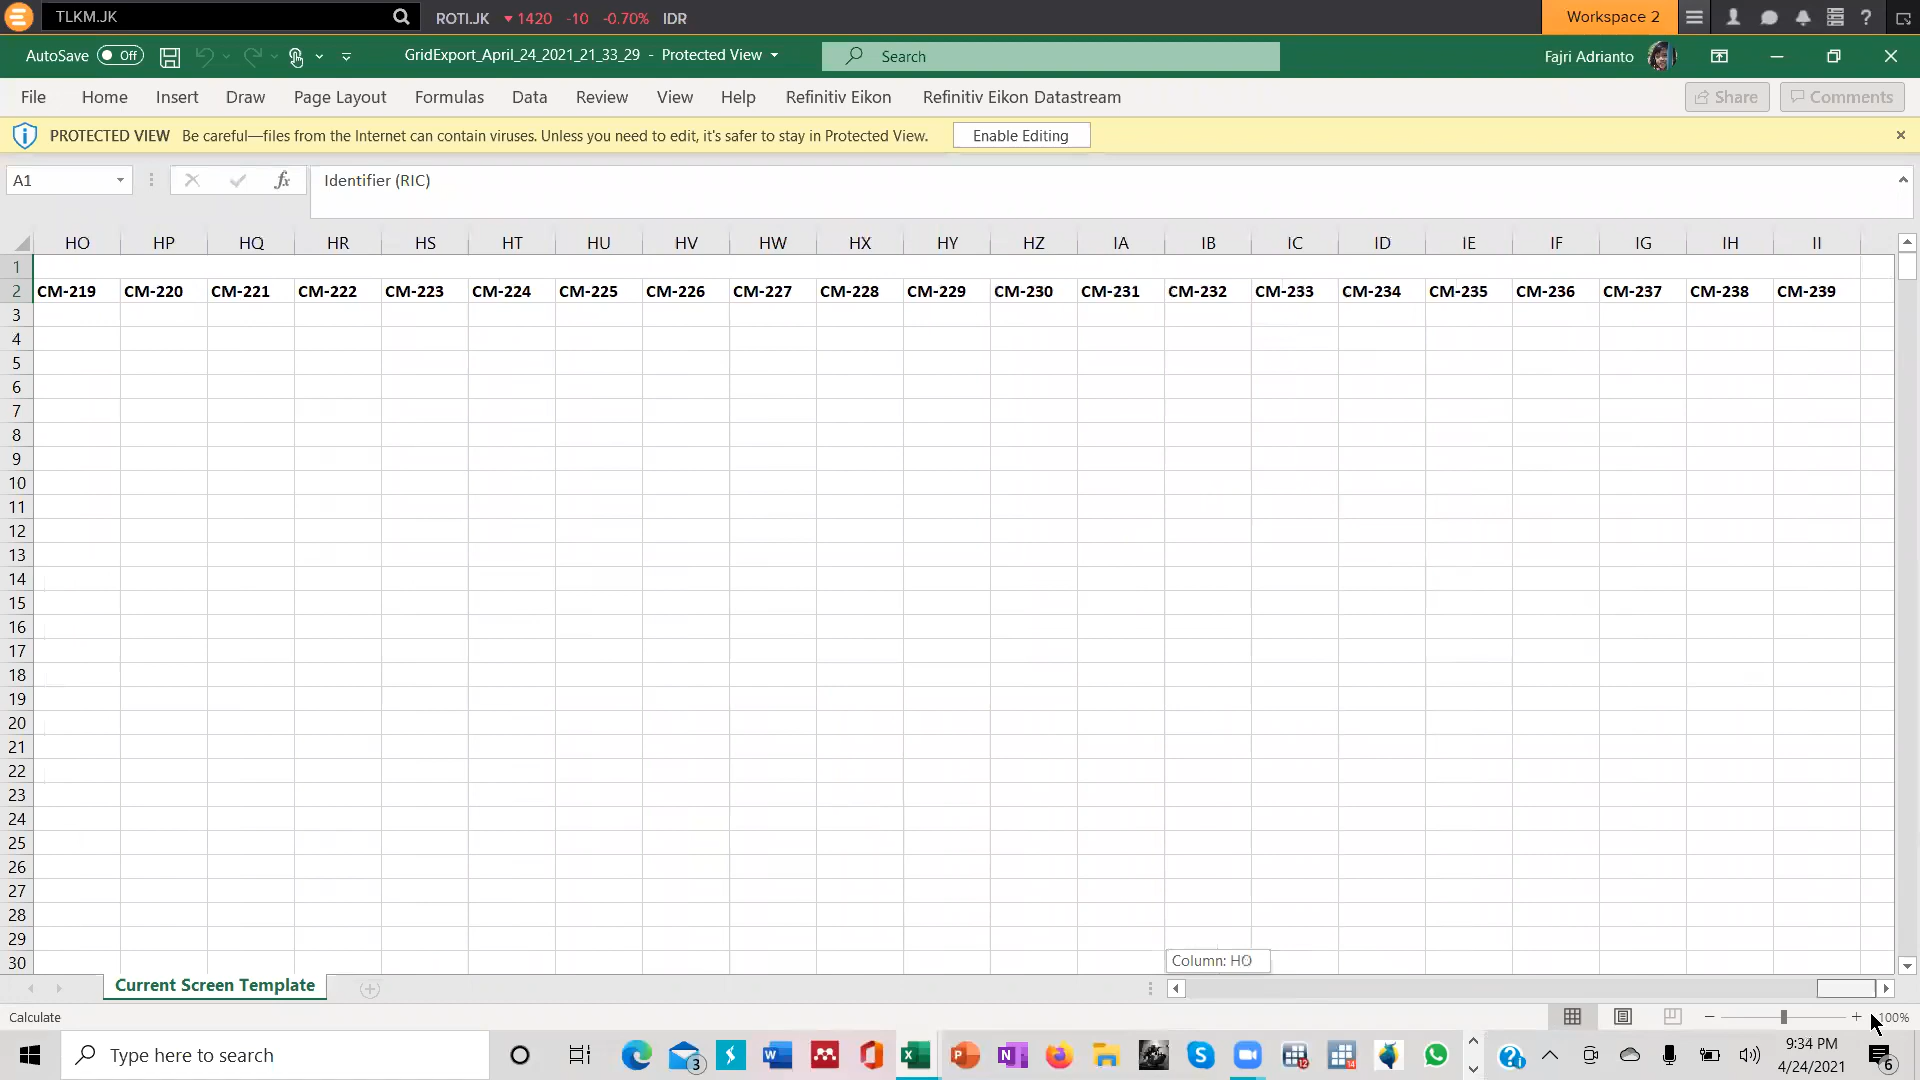 TLKM.JK ROTI.JK ▼ 1420 -10 -0.70% IDR Workspace 2 ?
AutoSave Off GridExport_April_24_2021_21_33_29 - Protected View Search Fajri Adrianto
File Home Insert Draw Page Layout Formulas Data Review View Help Refinitiv Eikon Refinitiv Eikon Datastream Share Comments
PROTECTED VIEW Be careful—files from the Internet can contain viruses. Unless you need to edit, it's safer to stay in Protected View. Enable Editing
A1 fx Identifier (RIC)
HO HP HQ HR HS HT HU HV HW HX HY HZ IA IB IC ID IE IF IG IH II
1
2 CM-219 CM-220 CM-221 CM-222 CM-223 CM-224 CM-225 CM-226 CM-227 CM-228 CM-229 CM-230 CM-231 CM-232 CM-233 CM-234 CM-235 CM-236 CM-237 CM-238 CM-239
3
4
5
6
7
8
9
10
11
12
13
14
15
16
17
18
19
20
21
22
23
24
25
26
27
28
29
30
Column: HO
Current Screen Template
Calculate 100%
Type here to search 3 12 14 9:34 PM
4/24/2021 6